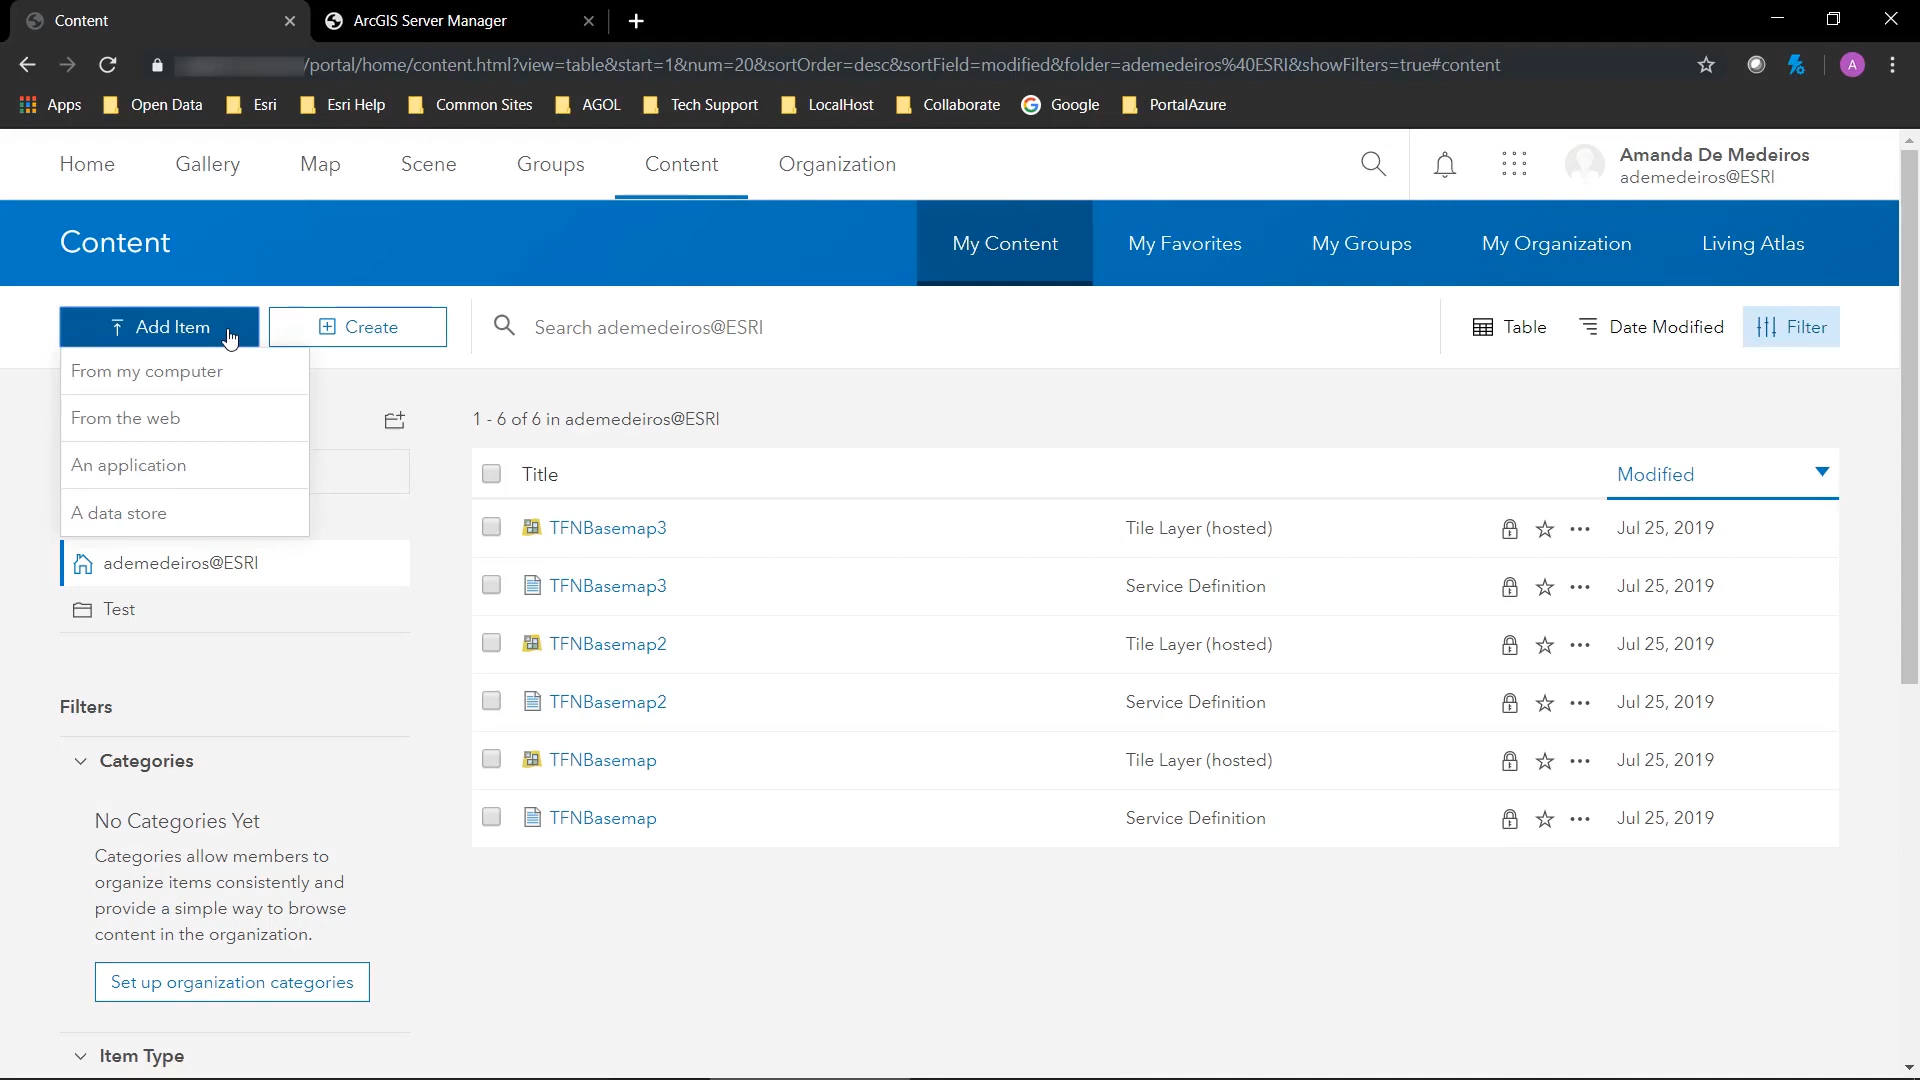 Content
ArcGIS Server Manager
/portal/home/content.html?view=table&start=1&num=20&sortOrder=desc&sortField=modified&folder=ademedeiros%40ESRI&showFilters=true#content
A
Apps
Open Data
Esri
Esri Help
Common Sites
AGOL
Tech Support
LocalHost
Collaborate
Google
PortalAzure
Home
Gallery
Map
Scene
Groups
Content
Organization
Amanda De Medeiros
ademedeiros@ESRI
Content
My Content
My Favorites
My Groups
My Organization
Living Atlas
Add Item
Create
Search ademedeiros@ESRI
Table
Date Modified
Filter
From my computer
From the web
An application
A data store
ademedeiros@ESRI
Test
1 - 6 of 6 in ademedeiros@ESRI
Title
Modified
TFNBasemap3 Tile Layer (hosted) Jul 25, 2019
TFNBasemap3 Service Definition Jul 25, 2019
TFNBasemap2 Tile Layer (hosted) Jul 25, 2019
TFNBasemap2 Service Definition Jul 25, 2019
TFNBasemap Tile Layer (hosted) Jul 25, 2019
TFNBasemap Service Definition Jul 25, 2019
Filters
Categories
No Categories Yet
Categories allow members to
organize items consistently and
provide a simple way to browse
content in the organization.
Set up organization categories
Item Type